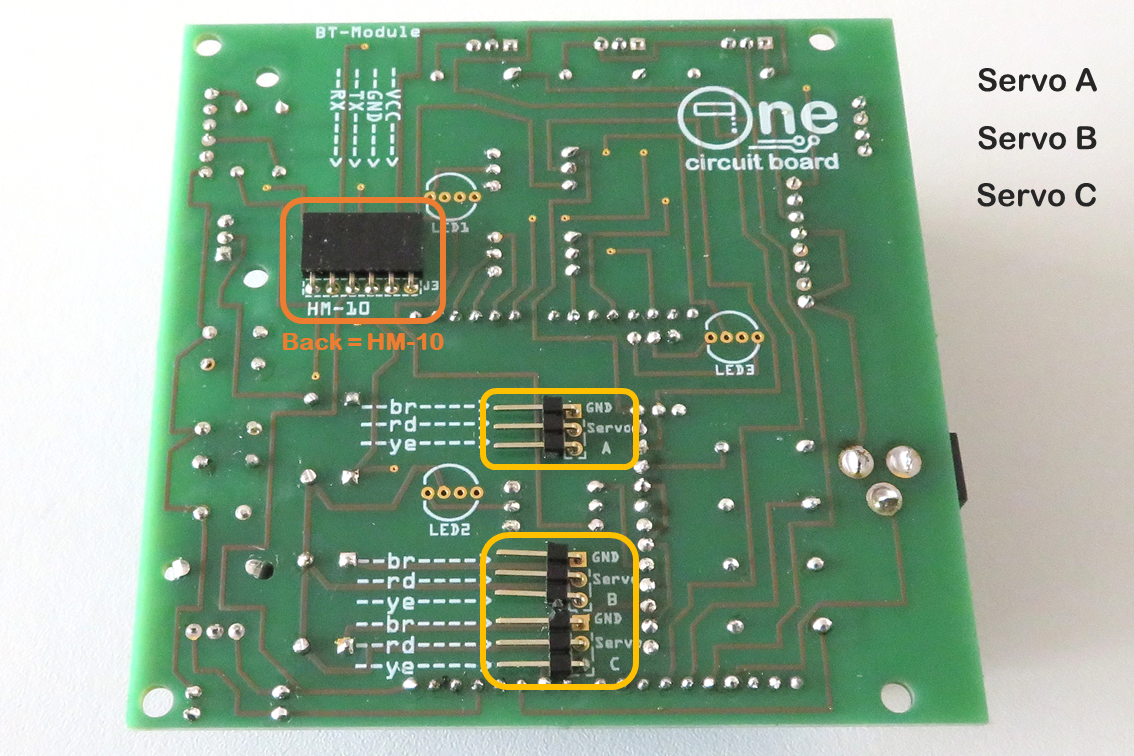 BT-Module
--VCC---->
--GND---->
--TX----->
--RX----->
One
circuit board
Servo A
Servo B
Servo C
LED1
J3
HM-10
Back = HM-10
LED3
--br----> GND
--rd----> Servo
--ye----> A
LED2
--br----> GND
--rd----> Servo
--ye----> B
--br----> GND
--rd----> Servo
--ye----> C